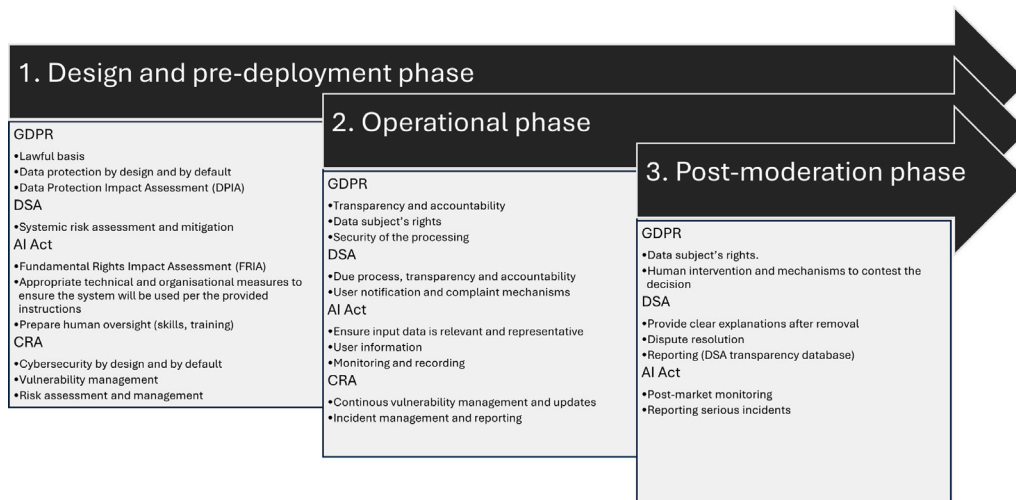 1. Design and pre-deployment phase
GDPR
•Lawful basis
•Data protection by design and by default
•Data Protection Impact Assessment (DPIA)
DSA
•Systemic risk assessment and mitigation
AI Act
•Fundamental Rights Impact Assessment (FRIA)
•Appropriate technical and organisational measures to
ensure the system will be used per the provided
instructions
•Prepare human oversight (skills, training)
CRA
•Cybersecurity by design and by default
•Vulnerability management
•Risk assessment and management
2. Operational phase
GDPR
•Transparency and accountability
•Data subject's rights
•Security of the processing
DSA
•Due process, transparency and accountability
•User notification and complaint mechanisms
AI Act
•Ensure input data is relevant and representative
•User information
•Monitoring and recording
CRA
•Continous vulnerability management and updates
•Incident management and reporting
3. Post-moderation phase
GDPR
•Data subject's rights.
•Human intervention and mechanisms to contest the
decision
DSA
•Provide clear explanations after removal
•Dispute resolution
•Reporting (DSA transparency database)
AI Act
•Post-market monitoring
•Reporting serious incidents